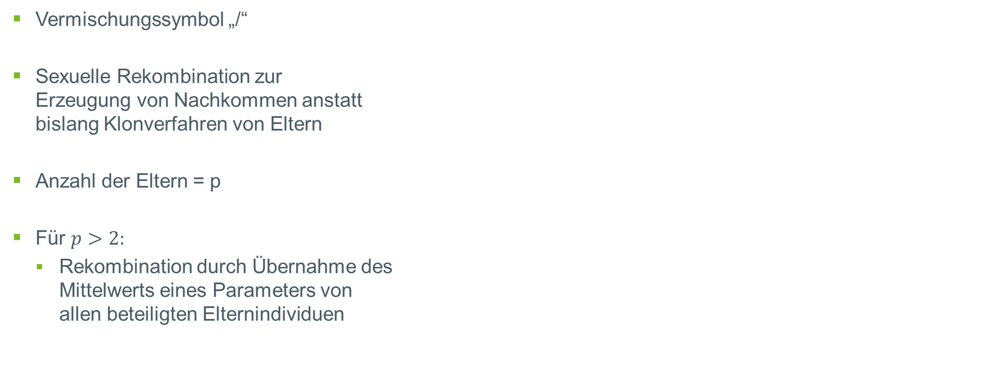 Vermischungssymbol „/“
Sexuelle Rekombination zur
Erzeugung von Nachkommen anstatt
bislang Klonverfahren von Eltern
Anzahl der Eltern = p
Für 𝑝 > 2:
Rekombination durch Übernahme des
Mittelwerts eines Parameters von
allen beteiligten Elternindividuen